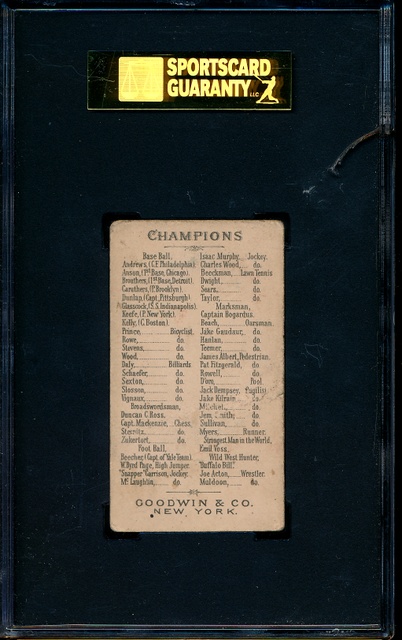 SPORTSCARD
GUARANTY LLC
CHAMPIONS
Base Ball.
Andrews, (C.F. Philadelphia).
Anson, (1st Base, Chicago).
Brouthers, (1st Base, Detroit).
Caruthers, (P. Brooklyn).
Dunlap, (Capt. Pittsburgh).
Glasscock, (S.S. Indianapolis).
Keefe, (P. New York).
Kelly, (C. Boston).
Prince, Bicyclist.
Rowe, do.
Stevens, do.
Wood, do.
Daly, Billiards
Schaefer, do.
Sexton, do.
Slosson, do.
Vignaux, do.
Broadswordsman,
Duncan C. Ross.
Capt. Mackenzie, Chess.
Steinitz, do.
Zukertort, do.
Foot Ball.
Beecher, (Capt. of Yale Team).
W. Byrd Page, High Jumper.
"Snapper" Garrison, Jockey.
Mc Laughlin, do.
Isaac Murphy, Jockey.
Charles Wood, do.
Beeckman, Lawn Tennis
Dwight, do.
Sears, do.
Taylor, do.
Marksman,
Captain Bogardus.
Beach, Oarsman.
Jake Gaudaur, do.
Hanlan, do.
Teemer, do.
James Albert, Pedestrian.
Pat Fitzgerald, do.
Rowell, do.
D'oro, Pool.
Jack Dempsey, Pugilist.
Jake Kilrain, do.
Mitchell, do.
Jem. Smith, do.
Sullivan, do.
Myers, Runner.
Strongest Man in the World,
Emil Voss.
Wild West Hunter,
"Buffalo Bill."
Joe Acton, Wrestler.
Muldoon, do.
GOODWIN & CO.
NEW YORK.